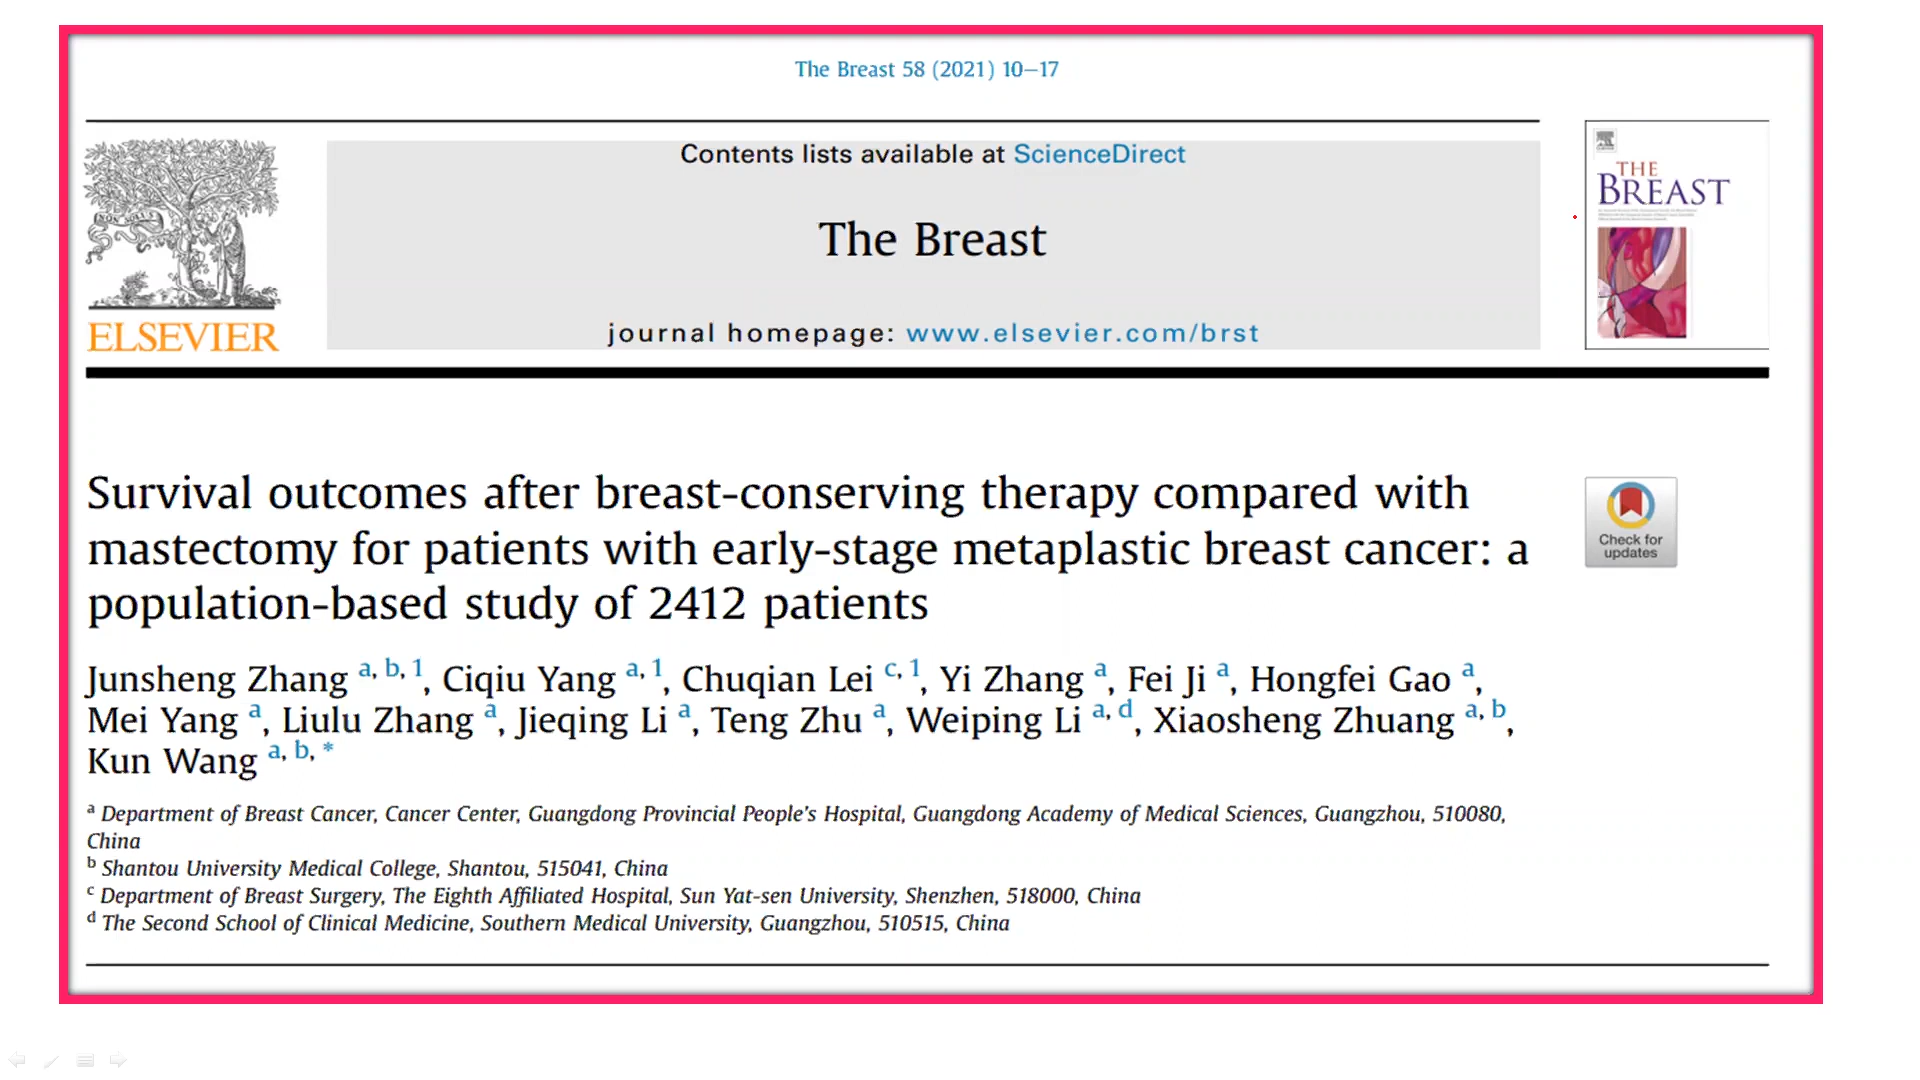 The Breast 58 (2021) 10–17
Contents lists available at ScienceDirect
The Breast
journal homepage: www.elsevier.com/brst
NON SOLUS
ELSEVIER
THE
BREAST
Survival outcomes after breast-conserving therapy compared with
mastectomy for patients with early-stage metaplastic breast cancer: a
population-based study of 2412 patients
Check for
updates
Junsheng Zhang a, b, 1, Ciqiu Yang a, 1, Chuqian Lei c, 1, Yi Zhang a, Fei Ji a, Hongfei Gao a,
Mei Yang a, Liulu Zhang a, Jieqing Li a, Teng Zhu a, Weiping Li a, d, Xiaosheng Zhuang a, b,
Kun Wang a, b, *
a Department of Breast Cancer, Cancer Center, Guangdong Provincial People's Hospital, Guangdong Academy of Medical Sciences, Guangzhou, 510080,
China
b Shantou University Medical College, Shantou, 515041, China
c Department of Breast Surgery, The Eighth Affiliated Hospital, Sun Yat-sen University, Shenzhen, 518000, China
d The Second School of Clinical Medicine, Southern Medical University, Guangzhou, 510515, China